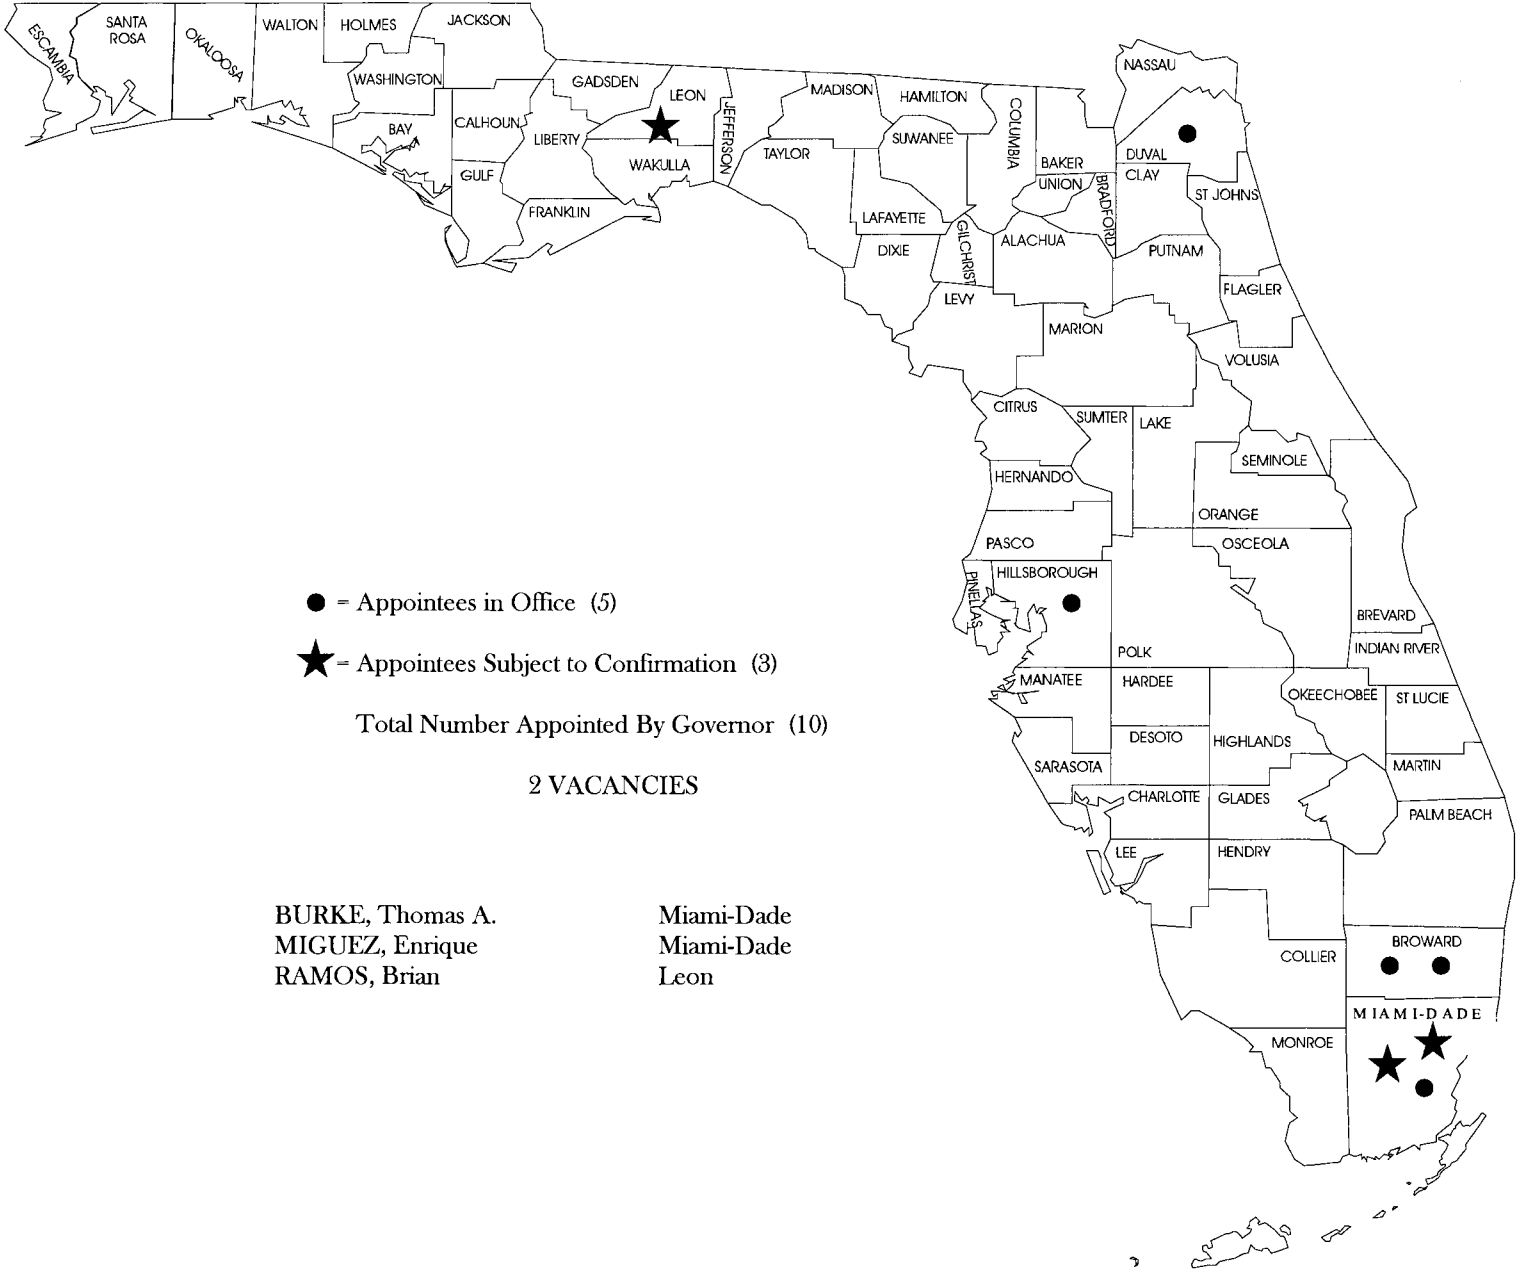 ESCAMBIA
SANTA
ROSA
OKALOOSA
WALTON
HOLMES
JACKSON
WASHINGTON
BAY
CALHOUN
GULF
LIBERTY
GADSDEN
LEON
WAKULLA
FRANKLIN
JEFFERSON
MADISON
TAYLOR
HAMILTON
SUWANEE
LAFAYETTE
DIXIE
GILCHRIST
COLUMBIA
BAKER
UNION
BRADFORD
NASSAU
DUVAL
CLAY
ST JOHNS
ALACHUA
PUTNAM
FLAGLER
LEVY
MARION
VOLUSIA
CITRUS
SUMTER
LAKE
SEMINOLE
HERNANDO
ORANGE
PASCO
OSCEOLA
PINELLAS
HILLSBOROUGH
POLK
BREVARD
INDIAN RIVER
MANATEE
HARDEE
OKEECHOBEE
ST LUCIE
DESOTO
HIGHLANDS
SARASOTA
MARTIN
CHARLOTTE
GLADES
PALM BEACH
LEE
HENDRY
COLLIER
BROWARD
MIAMI-DADE
MONROE
= Appointees in Office (5)
= Appointees Subject to Confirmation (3)
Total Number Appointed By Governor (10)
2 VACANCIES
BURKE, Thomas A. Miami-Dade
MIGUEZ, Enrique Miami-Dade
RAMOS, Brian Leon